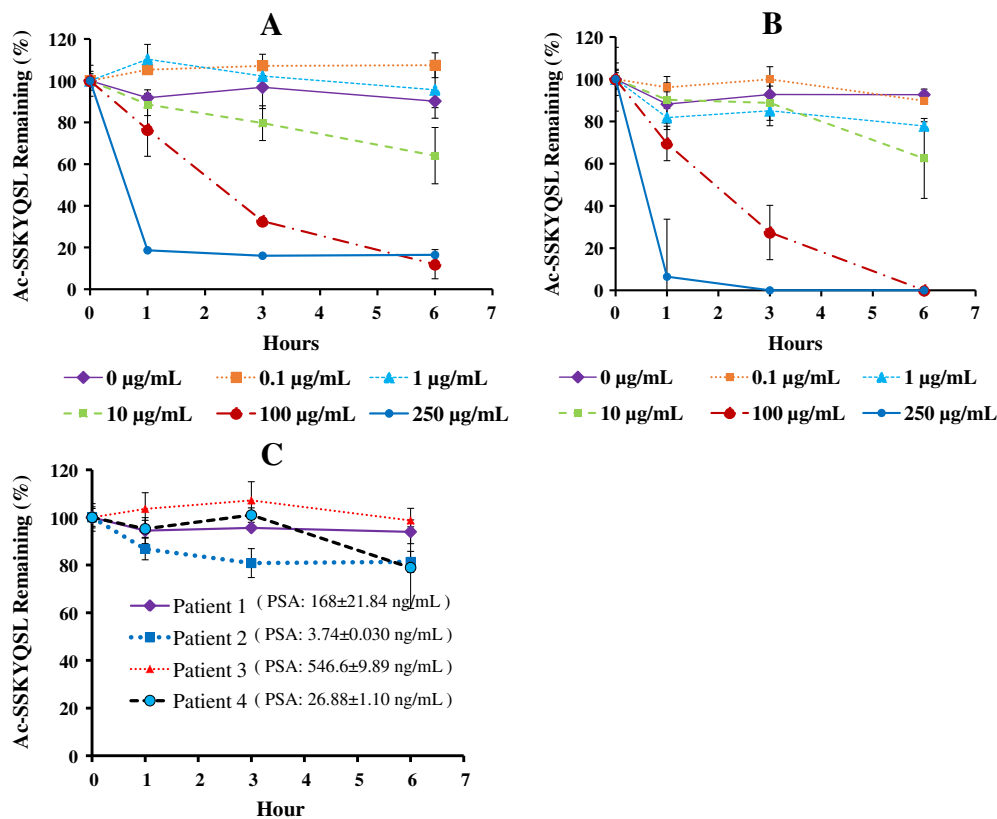 A
Ac-SSKYQSL Remaining (%)
120
100
80
60
40
20
0
0 1 2 3 4 5 6 7
Hours
0 µg/mL 0.1 µg/mL 1 µg/mL
10 µg/mL 100 µg/mL 250 µg/mL
B
Ac-SSKYQSL Remaining (%)
120
100
80
60
40
20
0
0 1 2 3 4 5 6 7
Hours
0 µg/mL 0.1 µg/mL 1 µg/mL
10 µg/mL 100 µg/mL 250 µg/mL
C
Ac-SSKYQSL Remaining (%)
120
100
80
60
40
20
0
Patient 1 ( PSA: 168±21.84 ng/mL )
Patient 2 ( PSA: 3.74±0.030 ng/mL )
Patient 3 ( PSA: 546.6±9.89 ng/mL )
Patient 4 ( PSA: 26.88±1.10 ng/mL )
0 1 2 3 4 5 6 7
Hour